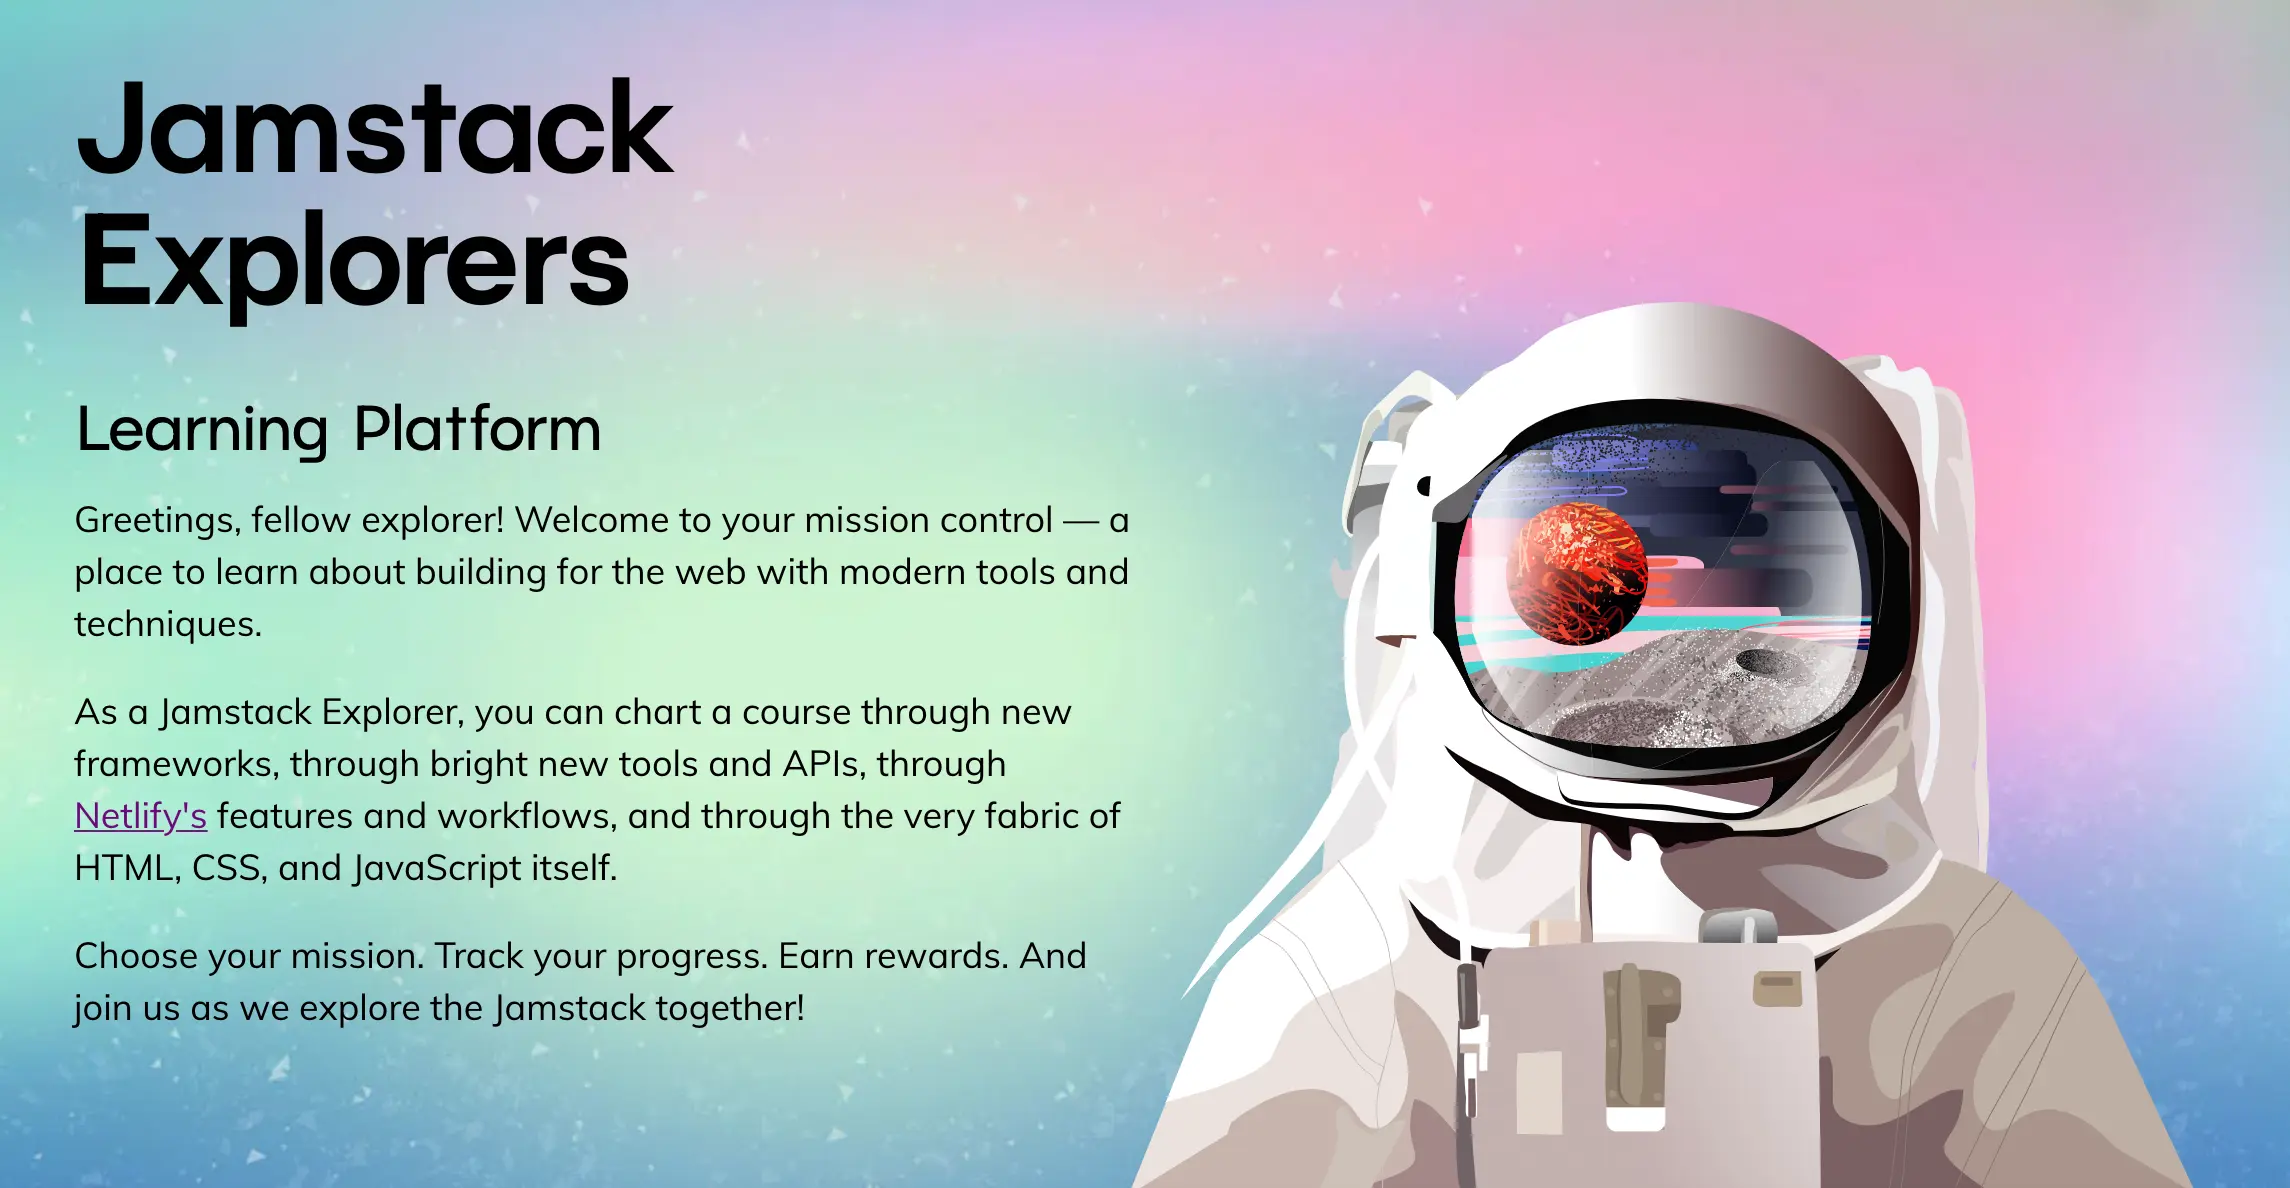 Jamstack
Explorers
Learning Platform
Greetings, fellow explorer! Welcome to your mission control — a
place to learn about building for the web with modern tools and
techniques.
As a Jamstack Explorer, you can chart a course through new
frameworks, through bright new tools and APIs, through
Netlify's features and workflows, and through the very fabric of
HTML, CSS, and JavaScript itself.
Choose your mission. Track your progress. Earn rewards. And
join us as we explore the Jamstack together!